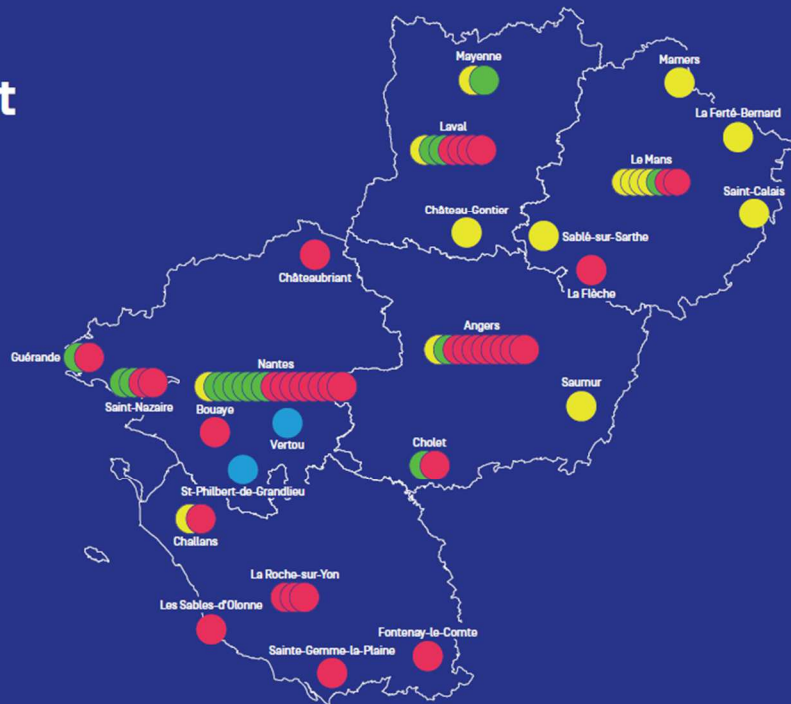 t
Mayenne
Mamers
La Ferté-Bernard
Laval
Le Mans
Saint-Calais
Château-Gontier
Sablé-sur-Sarthe
La Flèche
Châteaubriant
Angers
Guérande
Nantes
Saint-Nazaire
Bouaye
Vertou
Saumur
Cholet
St-Philbert-de-Grandlieu
Challans
La Roche-sur-Yon
Les Sables-d'Olonne
Fontenay-le-Comte
Sainte-Gemme-la-Plaine